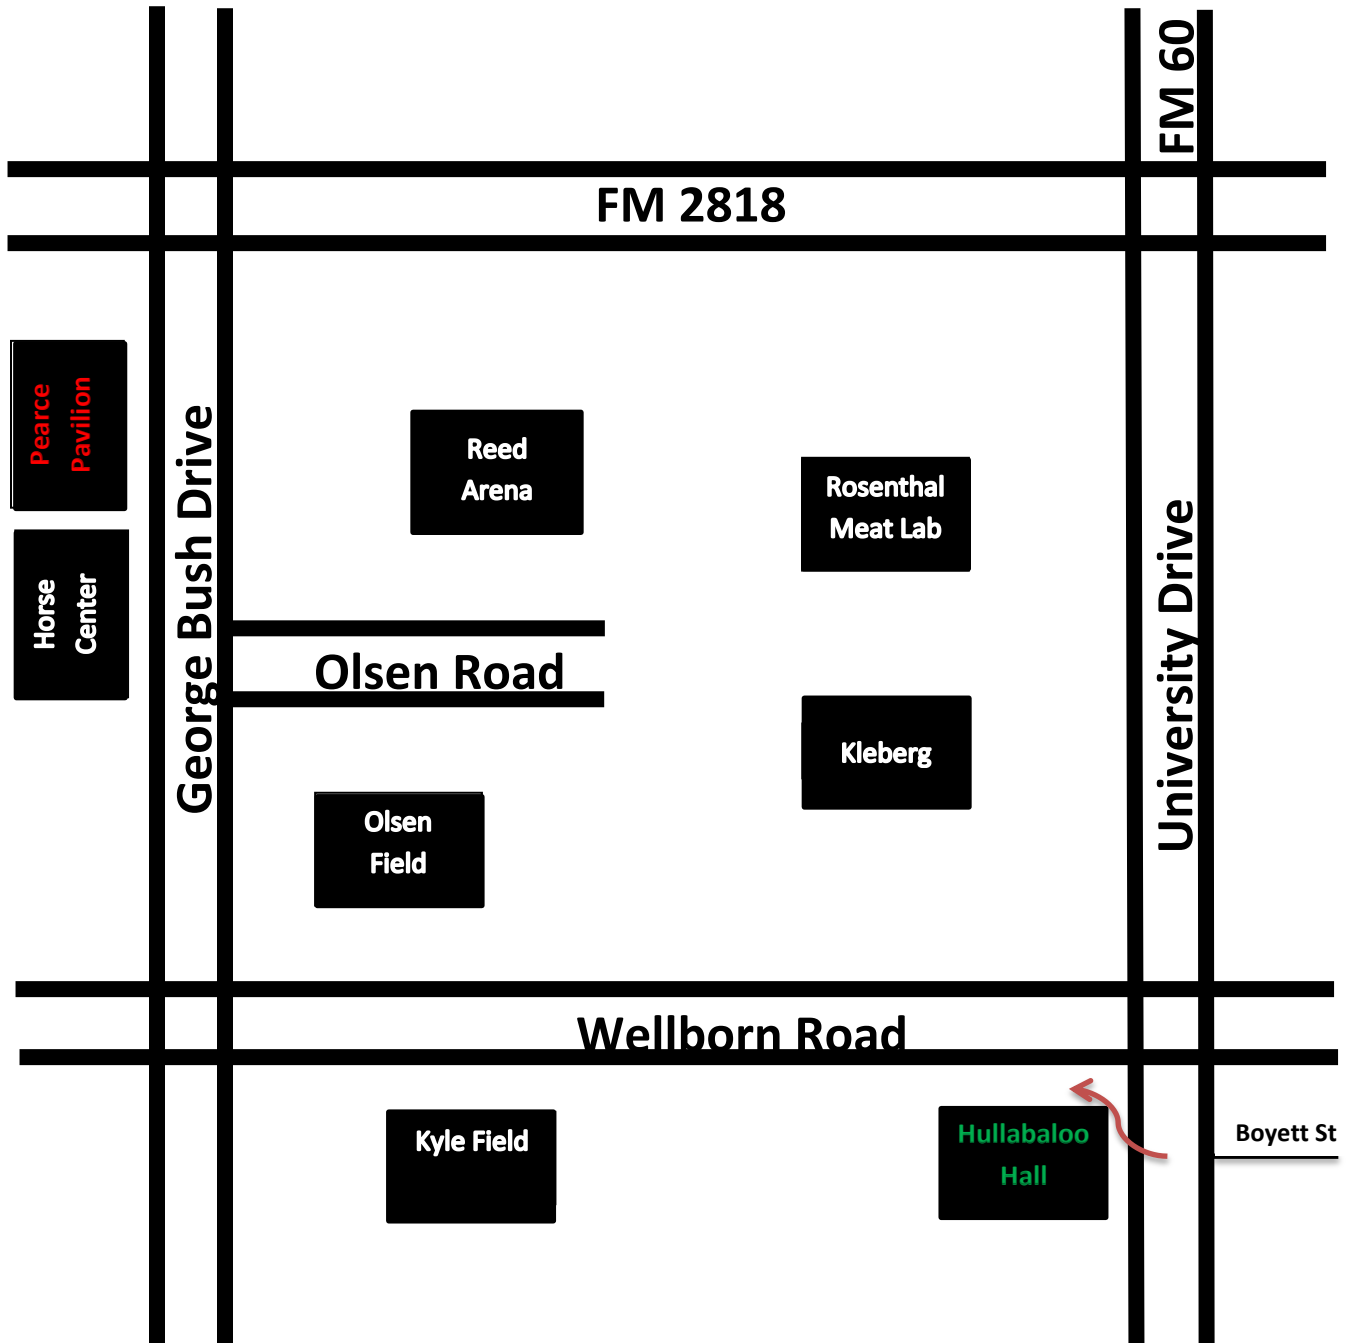 FM 60
FM 2818
Pearce
Pavilion
George Bush Drive
Reed
Arena
Rosenthal
Meat Lab
University Drive
Horse
Center
Olsen Road
Kleberg
Olsen
Field
Wellborn Road
Kyle Field
Hullabaloo
Hall
Boyett St